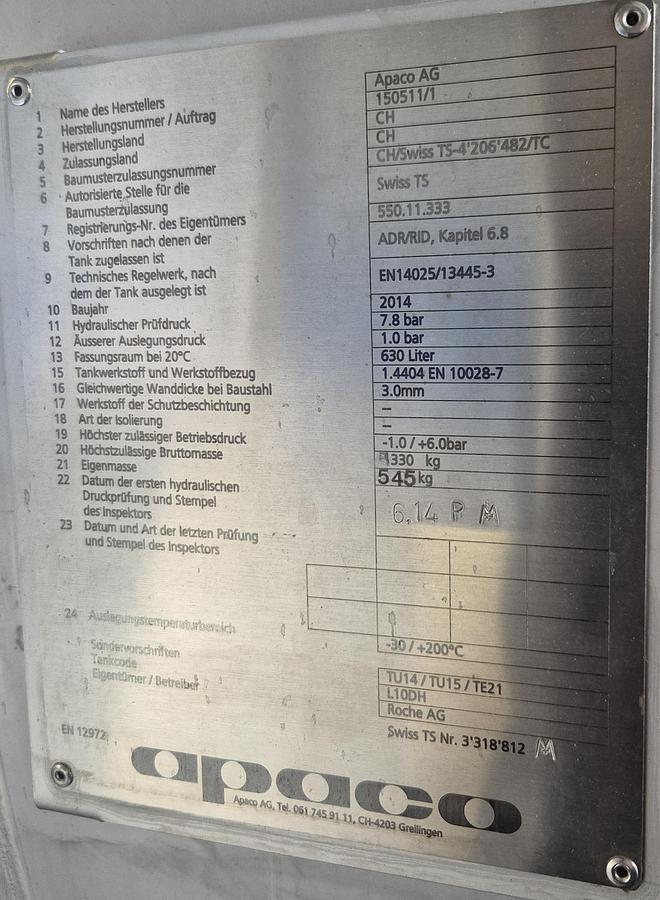 1 Name des Herstellers Apaco AG
2 Herstellungsnummer / Auftrag 150511/1
3 Herstellungsland CH
4 Zulassungsland CH
5 Baumusterzulassungsnummer CH/Swiss TS-4'206'482/TC
6 Autorisierte Stelle für die
Baumusterzulassung Swiss TS
7 Registrierungs-Nr. des Eigentümers 550.11.333
8 Vorschriften nach denen der
Tank zugelassen ist ADR/RID, Kapitel 6.8
9 Technisches Regelwerk, nach
dem der Tank ausgelegt ist EN14025/13445-3
10 Baujahr 2014
11 Hydraulischer Prüfdruck 7.8 bar
12 Äusserer Auslegungsdruck 1.0 bar
13 Fassungsraum bei 20°C 630 Liter
15 Tankwerkstoff und Werkstoffbezug 1.4404 EN 10028-7
16 Gleichwertige Wanddicke bei Baustahl 3.0mm
17 Werkstoff der Schutzbeschichtung --
18 Art der Isolierung --
19 Höchster zulässiger Betriebsdruck -1.0 / +6.0bar
20 Höchstzulässige Bruttomasse 1330 kg
21 Eigenmasse 545 kg
22 Datum der ersten hydraulischen
Druckprüfung und Stempel
des Inspektors 6.14 P M
23 Datum und Art der letzten Prüfung
und Stempel des Inspektors
24 Auslegungstemperaturbereich -30 / +200°C
Sondervorschriften TU14 / TU15 / TE21
Tankcode L10DH
Eigentümer / Betreiber Roche AG
EN 12972 Swiss TS Nr. 3'318'812 M
apaco
Apaco AG, Tel. 061 745 91 11, CH-4203 Grellingen